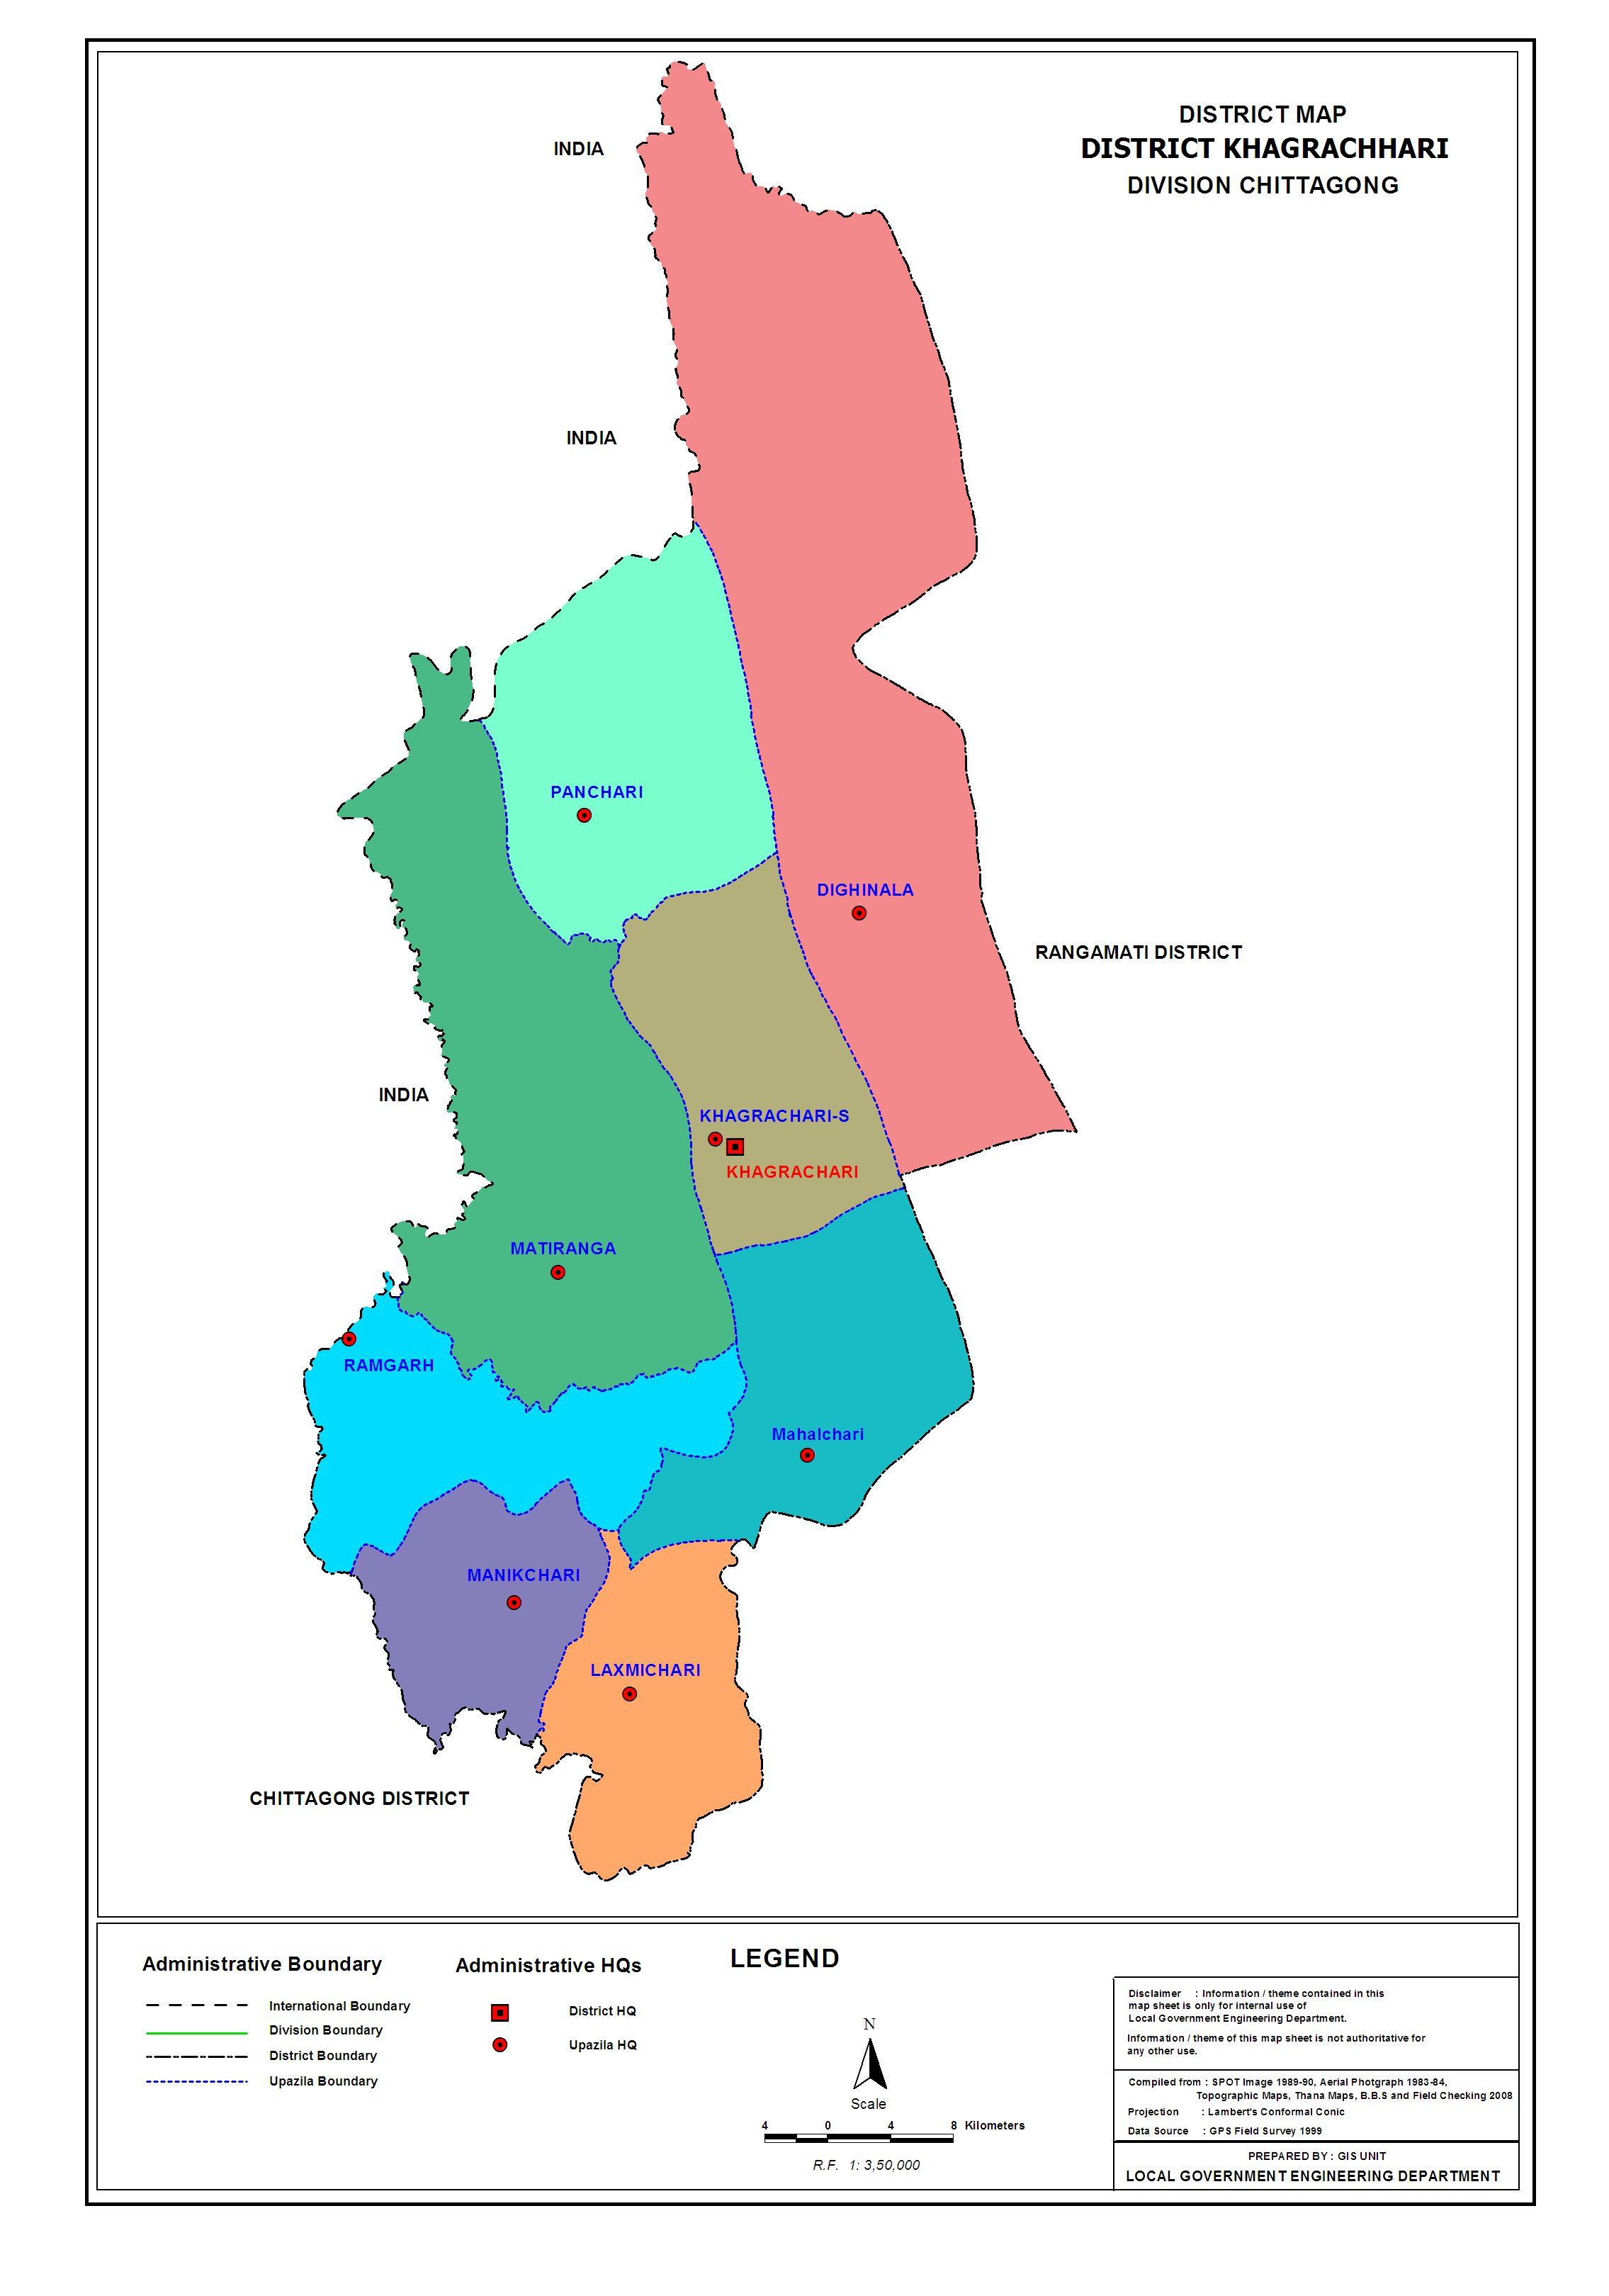 DISTRICT MAP
DISTRICT KHAGRACHHARI
DIVISION CHITTAGONG
INDIA
INDIA
PANCHARI
DIGHINALA
RANGAMATI DISTRICT
INDIA
KHAGRACHARI-S
KHAGRACHARI
MATIRANGA
RAMGARH
Mahalchari
MANIKCHARI
LAXMICHARI
CHITTAGONG DISTRICT
LEGEND
Administrative Boundary
International Boundary
Division Boundary
District Boundary
Upazila Boundary
Administrative HQs
District HQ
Upazila HQ
N
Scale
4 0 4 8 Kilometers
R.F. 1: 3,50,000
Disclaimer : Information / theme contained in this
map sheet is only for internal use of
Local Government Engineering Department.
Information / theme of this map sheet is not authoritative for
any other use.
Compiled from : SPOT Image 1989-90, Aerial Photgraph 1983-84,
Topographic Maps, Thana Maps, B.B.S and Field Checking 2008
Projection : Lambert's Conformal Conic
Data Source : GPS Field Survey 1999
PREPARED BY : GIS UNIT
LOCAL GOVERNMENT ENGINEERING DEPARTMENT